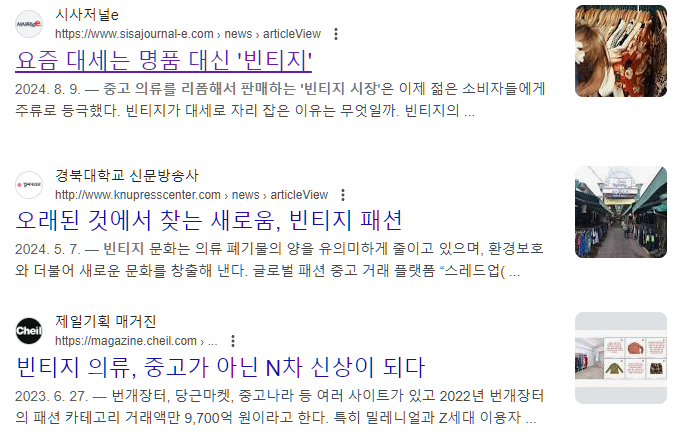 시사저널e
https://www.sisajournal-e.com › news › articleView
요즘 대세는 명품 대신 '빈티지'
2024. 8. 9. — 중고 의류를 리폼해서 판매하는 '빈티지 시장'은 이제 젊은 소비자들에게
주류로 등극했다. 빈티지가 대세로 자리 잡은 이유는 무엇일까. 빈티지의 ...
경북대학교 신문방송사
http://www.knupresscenter.com › news › articleView
오래된 것에서 찾는 새로움, 빈티지 패션
2024. 5. 7. — 빈티지 문화는 의류 폐기물의 양을 유의미하게 줄이고 있으며, 환경보호
와 더불어 새로운 문화를 창출해 낸다. 글로벌 패션 중고 거래 플랫폼 “스레드업( ...
Cheil
제일기획 매거진
https://magazine.cheil.com › ...
빈티지 의류, 중고가 아닌 N차 신상이 되다
2023. 6. 27. — 번개장터, 당근마켓, 중고나라 등 여러 사이트가 있고 2022년 번개장터
의 패션 카테고리 거래액만 9,700억 원이라고 한다. 특히 밀레니얼과 Z세대 이용자 ...